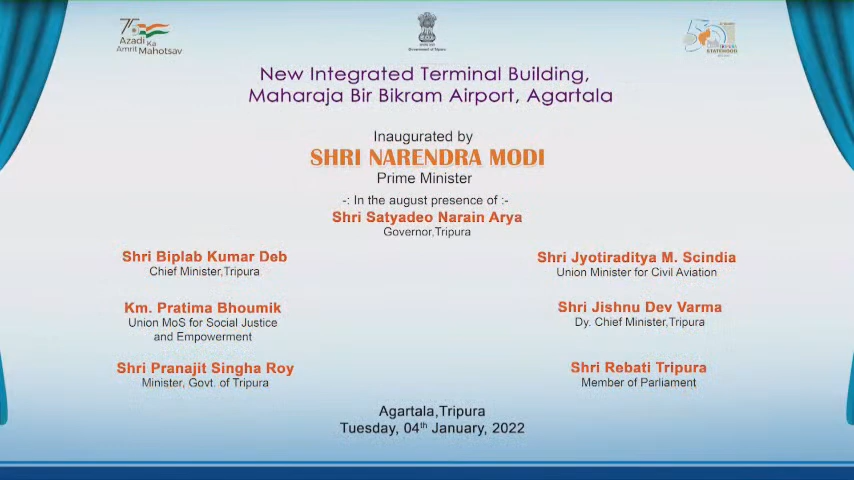 75
Azadi Ka
Amrit Mahotsav
50
STATEHOOD
New Integrated Terminal Building,
Maharaja Bir Bikram Airport, Agartala
Inaugurated by
SHRI NARENDRA MODI
Prime Minister
-: In the august presence of :-
Shri Satyadeo Narain Arya
Governor,Tripura
Shri Biplab Kumar Deb
Chief Minister,Tripura
Shri Jyotiraditya M. Scindia
Union Minister for Civil Aviation
Km. Pratima Bhoumik
Union MoS for Social Justice
and Empowerment
Shri Jishnu Dev Varma
Dy. Chief Minister,Tripura
Shri Pranajit Singha Roy
Minister, Govt. of Tripura
Shri Rebati Tripura
Member of Parliament
Agartala,Tripura
Tuesday, 04th January, 2022